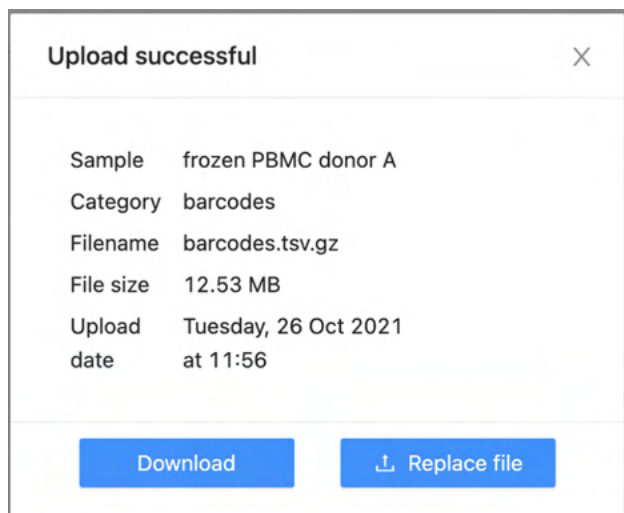 Upload successful
Sample frozen PBMC donor A
Category barcodes
Filename barcodes.tsv.gz
File size 12.53 MB
Upload date Tuesday, 26 Oct 2021 at 11:56
Download
Replace file